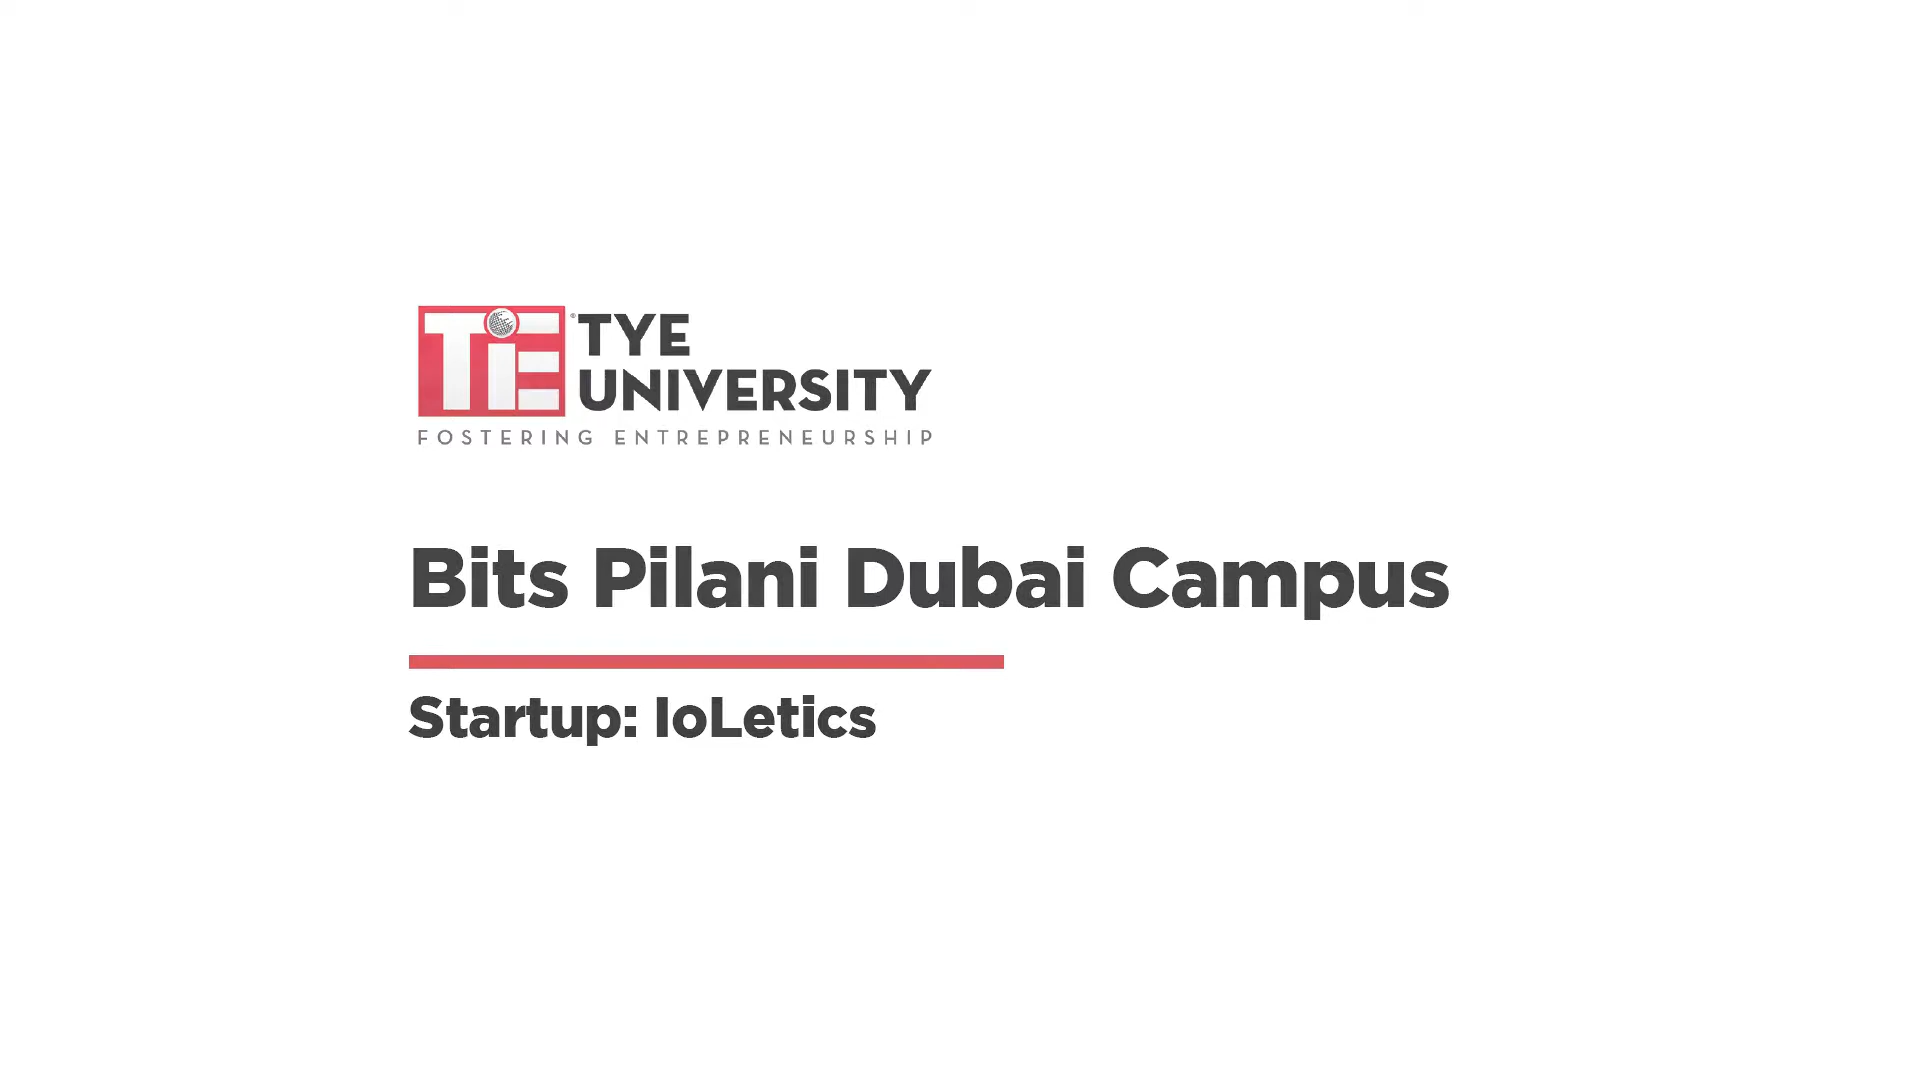 TiE® TYE
UNIVERSITY
FOSTERING ENTREPRENEURSHIP
Bits Pilani Dubai Campus
Startup: IoLetics